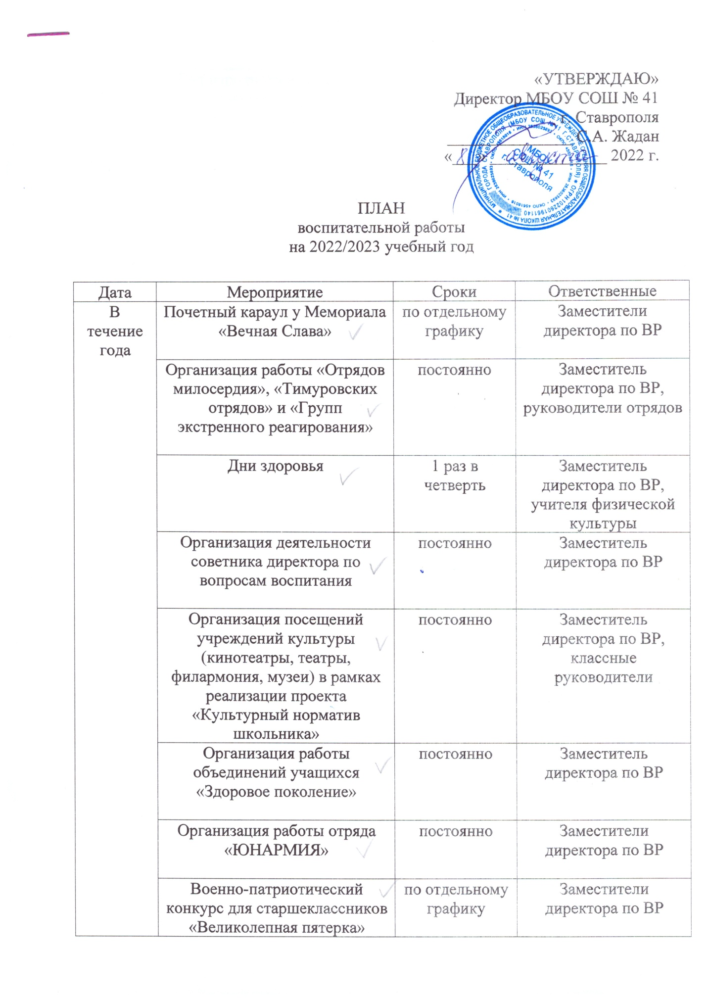 «УТВЕРЖДАЮ»
Директор МБОУ СОШ № 41
г. Ставрополя
С.А. Жадан
« 8 » августа 2022 г.
МБОУ
СОШ № 41
г. Ставрополя
ПЛАН
воспитательной работы
на 2022/2023 учебный год
Дата Мероприятие Сроки Ответственные
В
течение
года
Почетный караул у Мемориала
«Вечная Слава»
по отдельному
графику
Заместители
директора по ВР
Организация работы «Отрядов
милосердия», «Тимуровских
отрядов» и «Групп
экстренного реагирования»
постоянно
Заместитель
директора по ВР,
руководители отрядов
Дни здоровья
1 раз в
четверть
Заместитель
директора по ВР,
учителя физической
культуры
Организация деятельности
советника директора по
вопросам воспитания
постоянно
Заместитель
директора по ВР
Организация посещений
учреждений культуры
(кинотеатры, театры,
филармония, музеи) в рамках
реализации проекта
«Культурный норматив
школьника»
постоянно
Заместитель
директора по ВР,
классные
руководители
Организация работы
объединений учащихся
«Здоровое поколение»
постоянно
Заместитель
директора по ВР
Организация работы отряда
«ЮНАРМИЯ»
постоянно
Заместители
директора по ВР
Военно-патриотический
конкурс для старшеклассников
«Великолепная пятерка»
по отдельному
графику
Заместители
директора по ВР